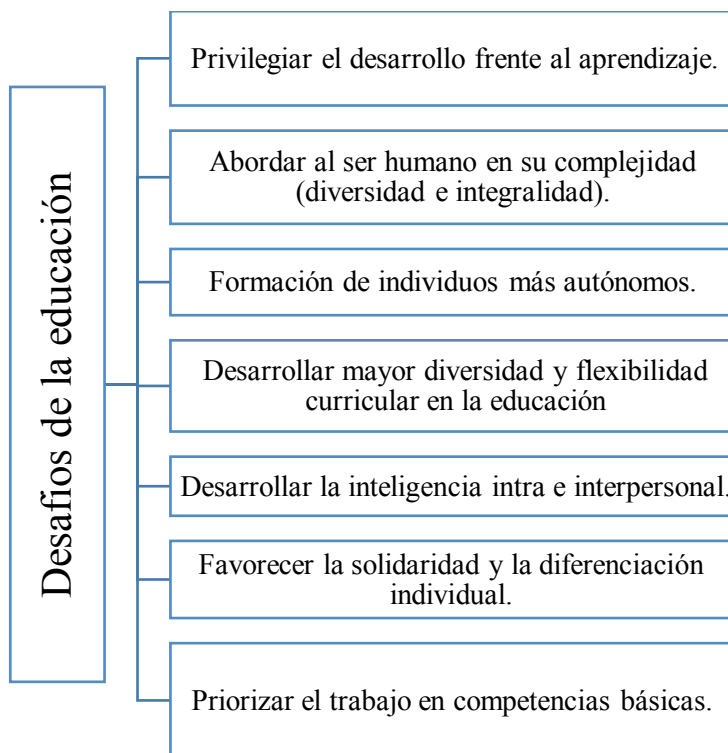 Desafíos de la educación
Privilegiar el desarrollo frente al aprendizaje.
Abordar al ser humano en su complejidad
(diversidad e integralidad).
Formación de individuos más autónomos.
Desarrollar mayor diversidad y flexibilidad
curricular en la educación
Desarrollar la inteligencia intra e interpersonal.
Favorecer la solidaridad y la diferenciación
individual.
Priorizar el trabajo en competencias básicas.